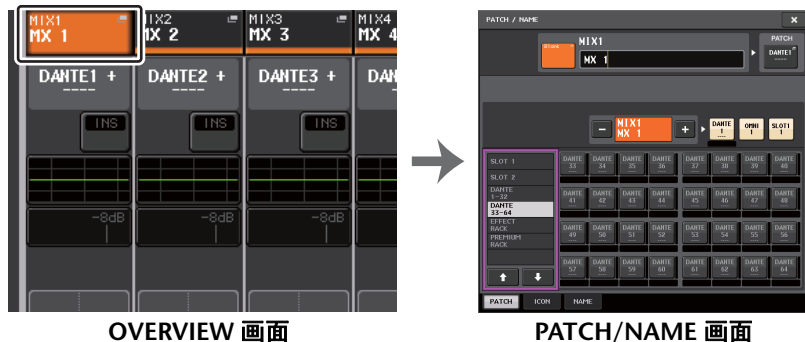 MIX1 MIX2 MIX3 MIX4
MX 1 MX 2 MX 3 MX 4
DANTE1 + DANTE2 + DANTE3 + DAN
---- ---- ----
INS INS INS
-8dB -8dB -8dB
OVERVIEW 画面
PATCH / NAME ×
Blank MIX1 PATCH
MX 1 DANTE1
----
MIX1
− MX 1 + DANTE 1 OMNI 1 SLOT1 1
SLOT 1
SLOT 2
DANTE
1-32
DANTE
33-64
EFFECT
RACK
PREMIUM
RACK
DANTE 33 DANTE 34 DANTE 35 DANTE 36 DANTE 37 DANTE 38 DANTE 39 DANTE 40
DANTE 41 DANTE 42 DANTE 43 DANTE 44 DANTE 45 DANTE 46 DANTE 47 DANTE 48
DANTE 49 DANTE 50 DANTE 51 DANTE 52 DANTE 53 DANTE 54 DANTE 55 DANTE 56
DANTE 57 DANTE 58 DANTE 59 DANTE 60 DANTE 61 DANTE 62 DANTE 63 DANTE 64
PATCH ICON NAME
PATCH/NAME 画面